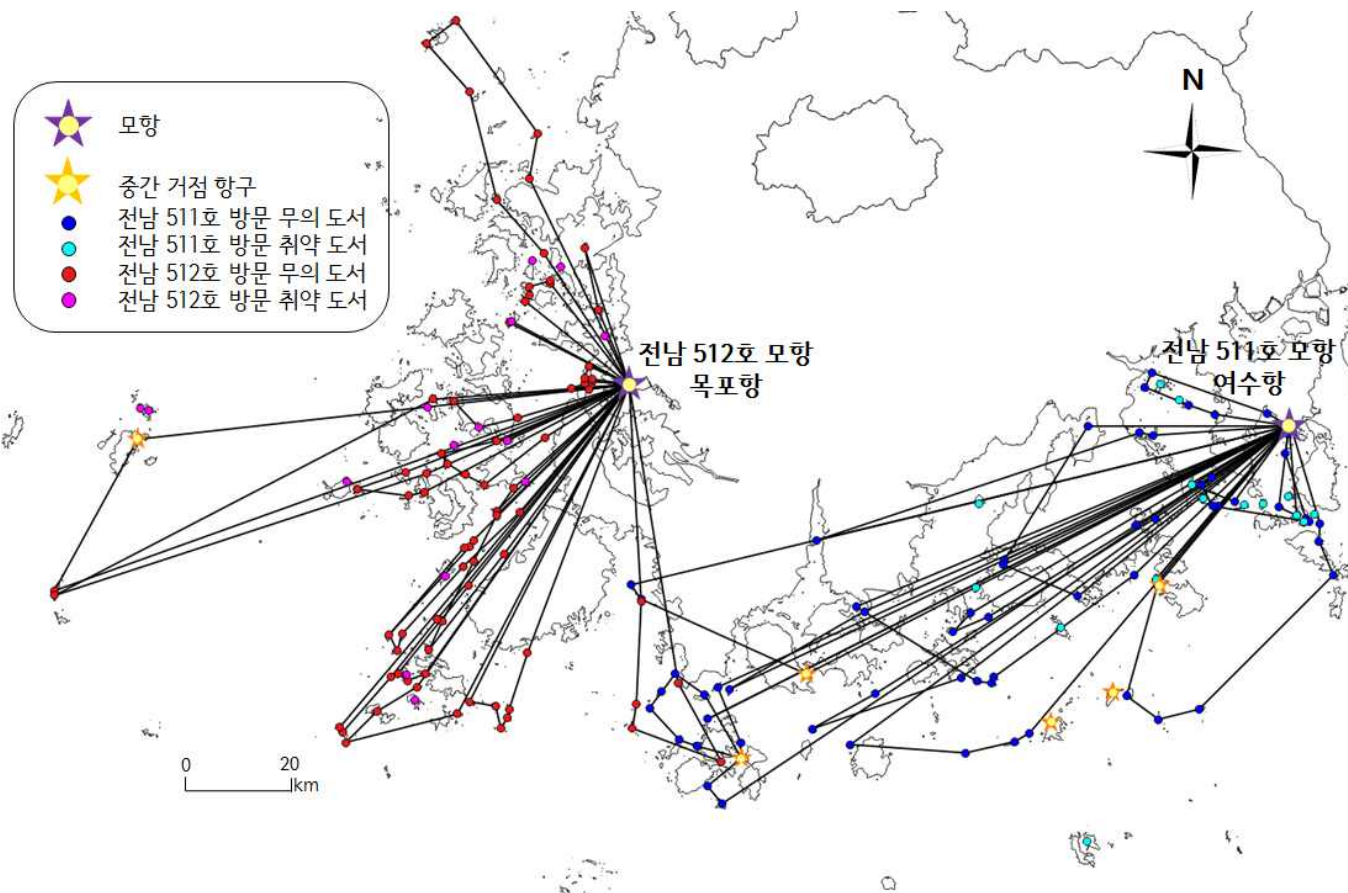 모항
중간 거점 항구
전남 511호 방문 무의 도서
전남 511호 방문 취약 도서
전남 512호 방문 무의 도서
전남 512호 방문 취약 도서
N
전남 512호 모항
목포항
전남 511호 모항
여수항
0 20
km